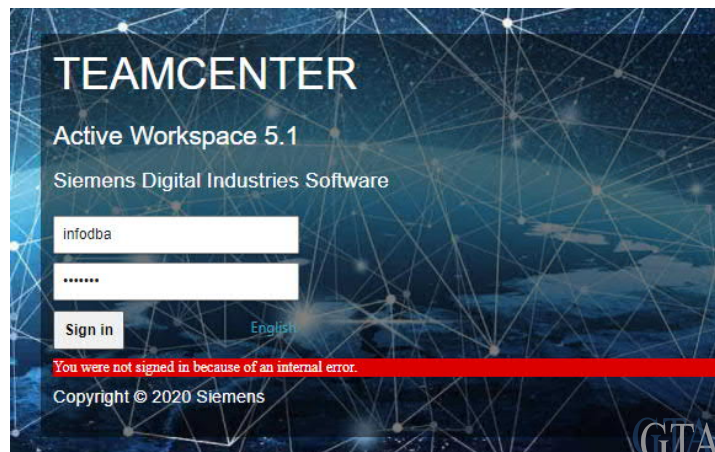 TEAMCENTER
Active Workspace 5.1
Siemens Digital Industries Software
infodba
•••••••
Sign in
English
You were not signed in because of an internal error.
Copyright © 2020 Siemens
GTA